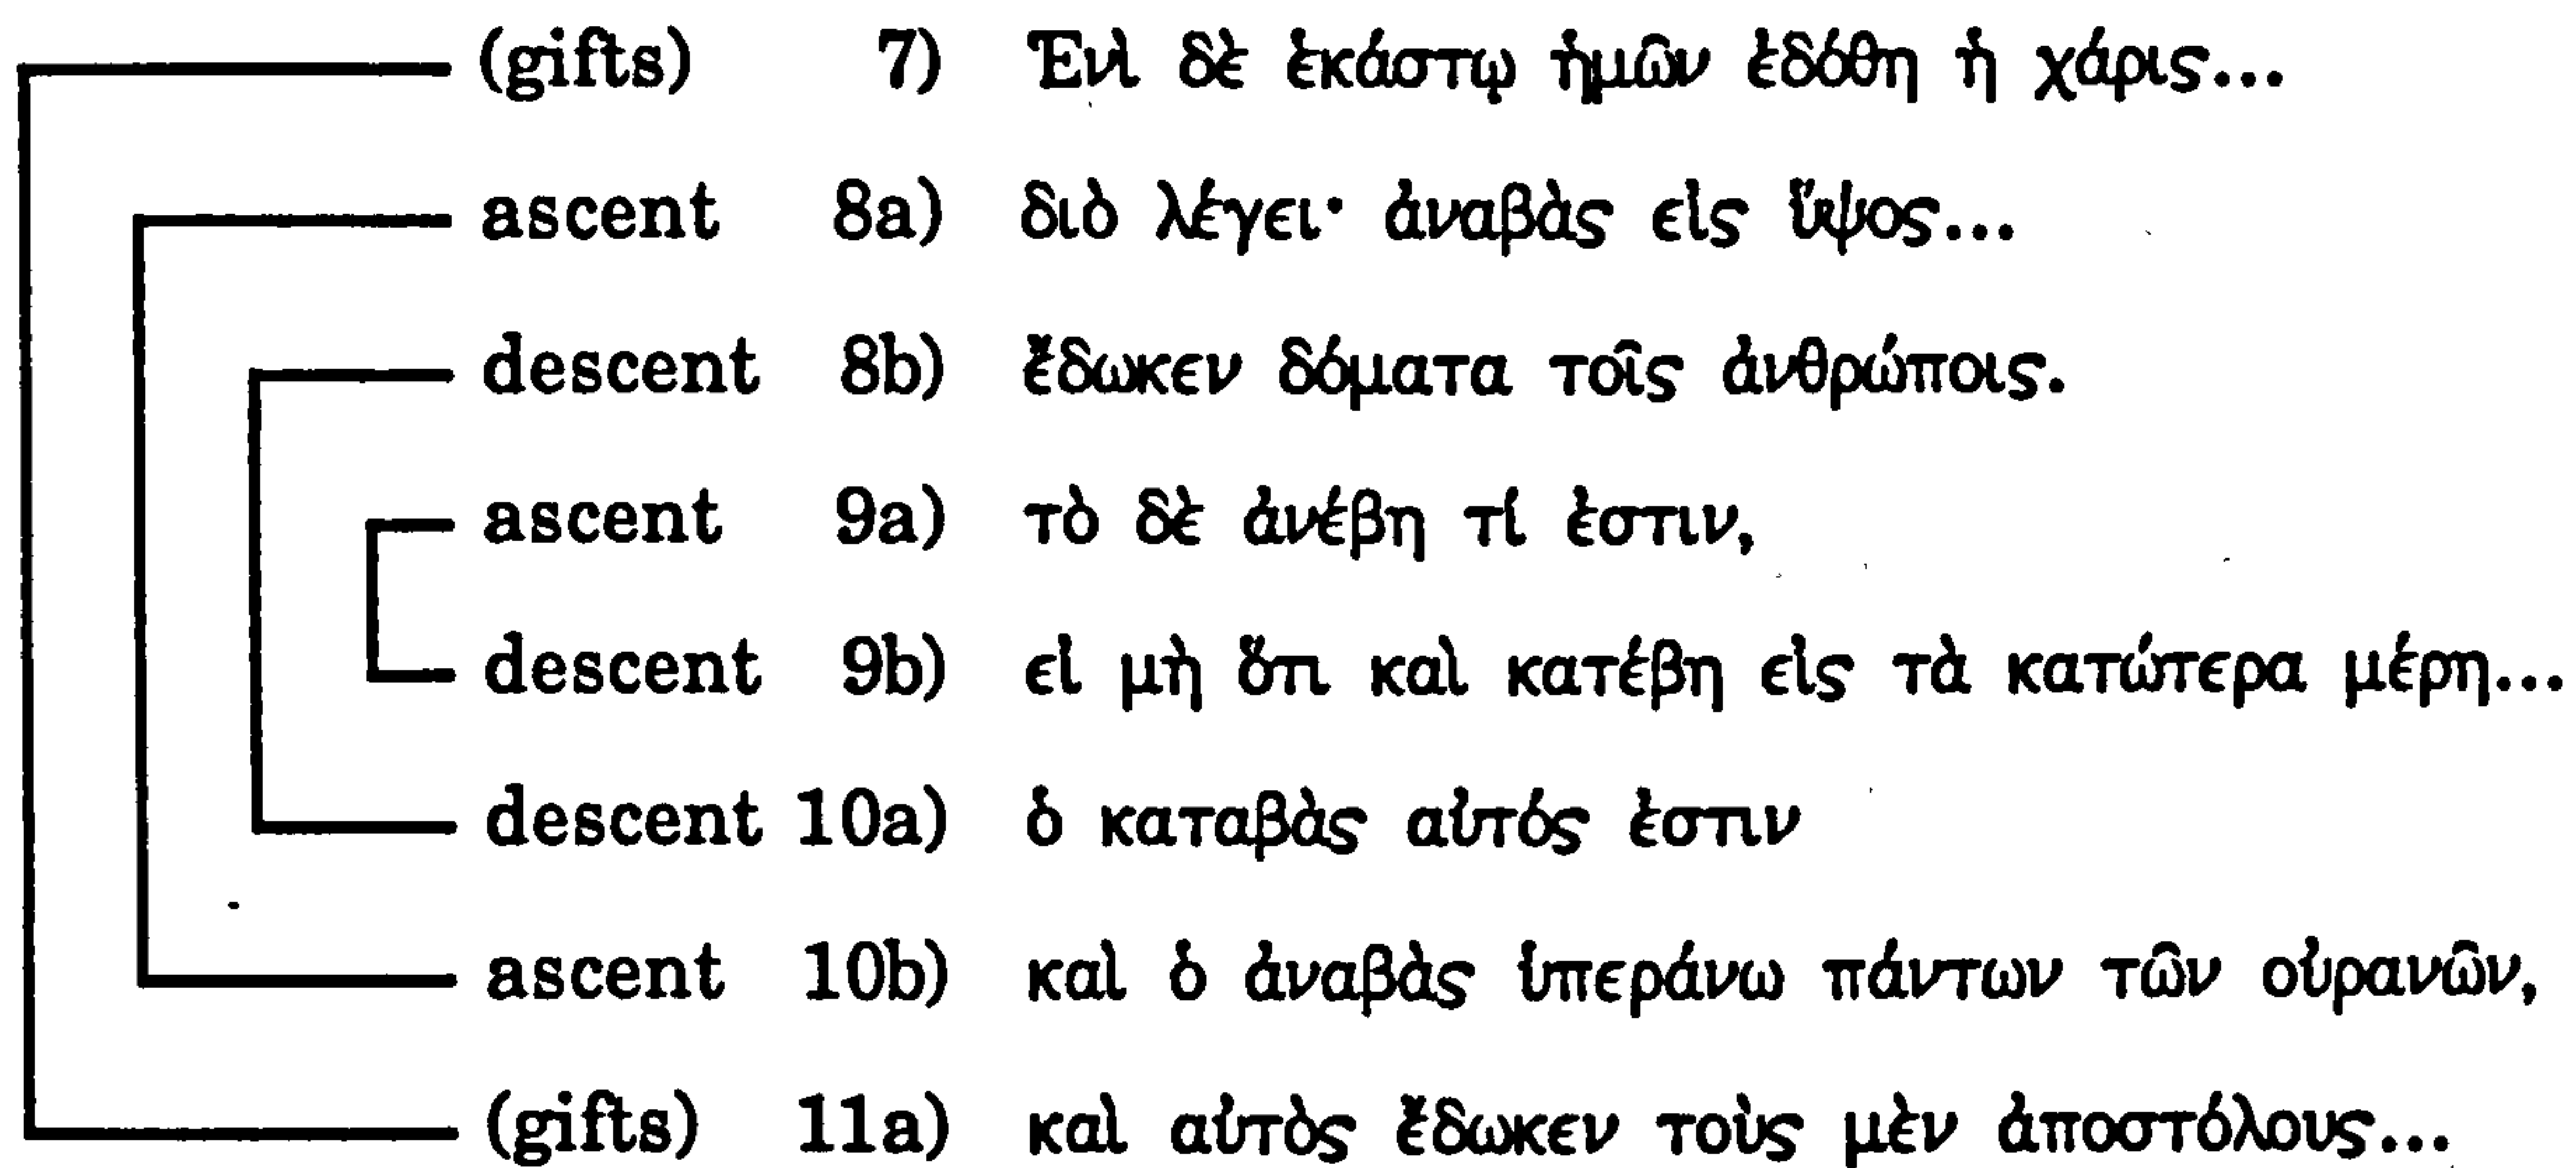 (gifts) 7) Ἑνὶ δὲ ἑκάστῳ ἡμῶν ἐδόθη ἡ χάρις...
ascent 8a) διὸ λέγει· ἀναβὰς εἰς ὕψος...
descent 8b) ἔδωκεν δόματα τοῖς ἀνθρώποις.
ascent 9a) τὸ δὲ ἀνέβη τί ἐστιν,
descent 9b) εἰ μὴ ὅτι καὶ κατέβη εἰς τὰ κατώτερα μέρη...
descent 10a) ὁ καταβὰς αὐτός ἐστιν
ascent 10b) καὶ ὁ ἀναβὰς ὑπεράνω πάντων τῶν οὐρανῶν,
(gifts) 11a) καὶ αὐτὸς ἔδωκεν τοὺς μὲν ἀποστόλους...